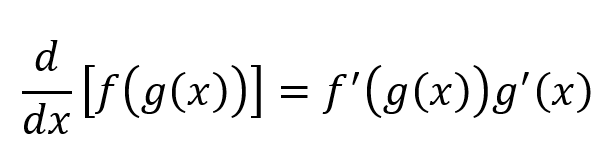 d/dx [f(g(x))] = f′(g(x))g′(x)